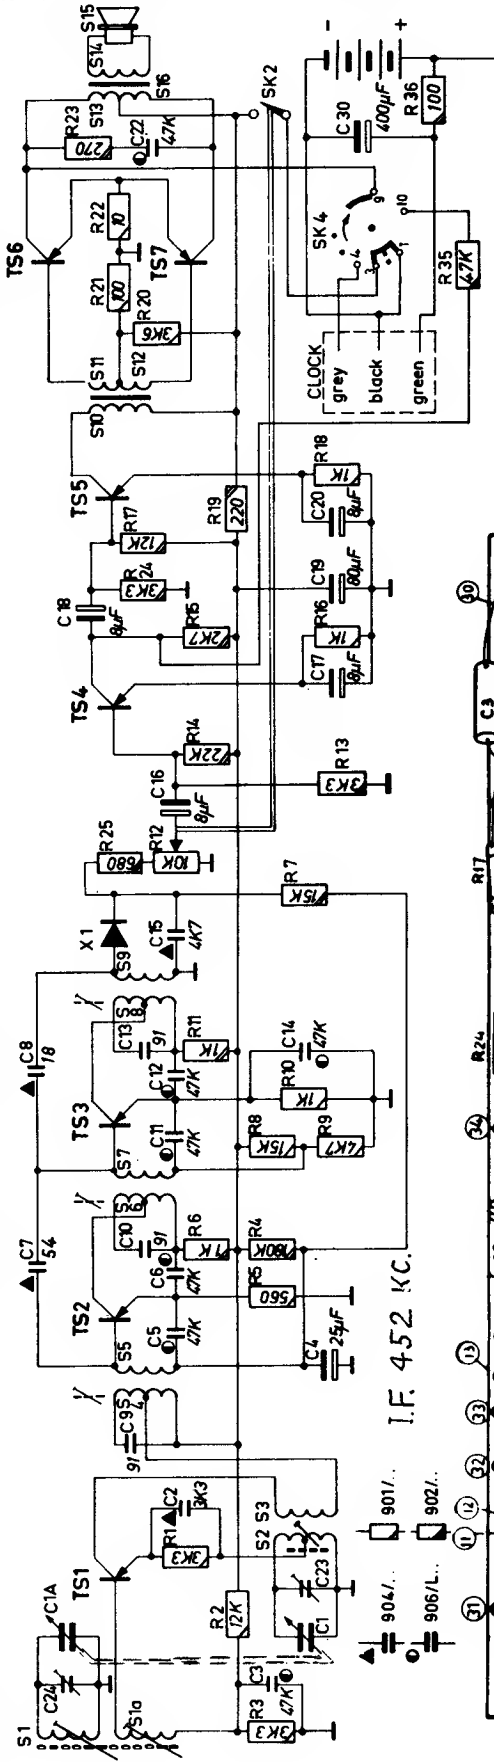 S1
C24
C1A
S1a
TS1
R1
3K3
C2
3K3
R2
12K
C3
47K
R3
3K3
S2
S3
C1
C23
C9
91
S4
C7
54
TS2
S5
C5
47K
C6
47K
C10
91
S6
R6
1K
R5
560
R4
C4
25µF
I.F. 452 KC.
904/..
906/L..
901/..
902/..
C8
18
TS3
S7
C11
47K
C12
47K
C13
91
S8
R11
1K
R8
15K
R9
4K7
R10
1K
C14
47K
X1
S9
C15
4K7
R7
15K
R25
680
R12
10K
C16
8µF
R14
22K
R13
3K3
TS4
C18
8µF
R15
2K7
R24
3K3
R17
12K
C17
8µF
R16
1K
C19
80µF
C20
8µF
R18
1K
R19
220
TS5
S10
S11
S12
R20
3K6
R21
100
R22
10
TS6
TS7
R23
270
C22
47K
S13
S16
S14
S15
SK2
CLOCK
grey
black
green
SK4
4
3
1
9
10
R35
47K
C30
400µF
R36
100
-
+
31
11
12
32
33
13
34
R24
R17
C3
30